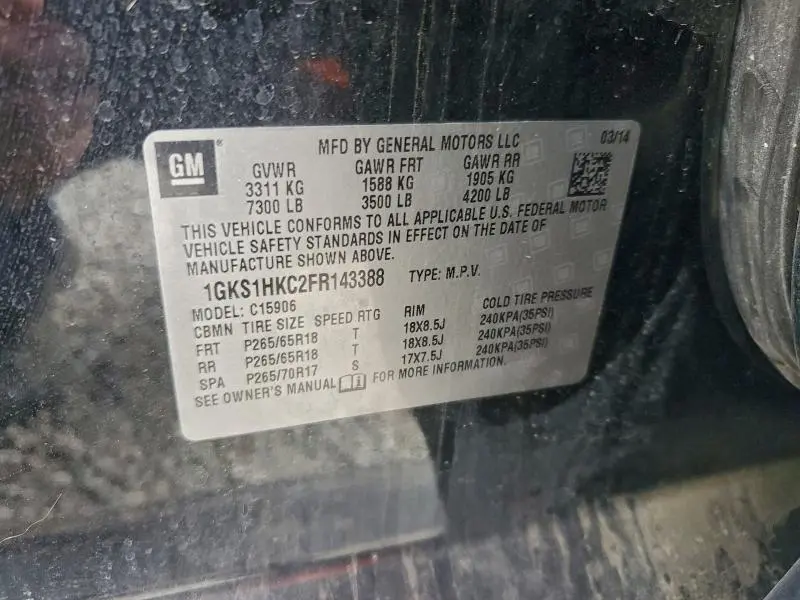 GM
MFD BY GENERAL MOTORS LLC 03/14
GVWR GAWR FRT GAWR RR
3311 KG 1588 KG 1905 KG
7300 LB 3500 LB 4200 LB
THIS VEHICLE CONFORMS TO ALL APPLICABLE U.S. FEDERAL MOTOR
VEHICLE SAFETY STANDARDS IN EFFECT ON THE DATE OF
MANUFACTURE SHOWN ABOVE.
1GKS1HKC2FR143388 TYPE: M.P.V.
MODEL: C15906
CBMN TIRE SIZE SPEED RTG RIM COLD TIRE PRESSURE
FRT P265/65R18 T 18X8.5J 240KPA(35PSI)
RR P265/65R18 T 18X8.5J 240KPA(35PSI)
SPA P265/70R17 S 17X7.5J 240KPA(35PSI)
SEE OWNER'S MANUAL FOR MORE INFORMATION.